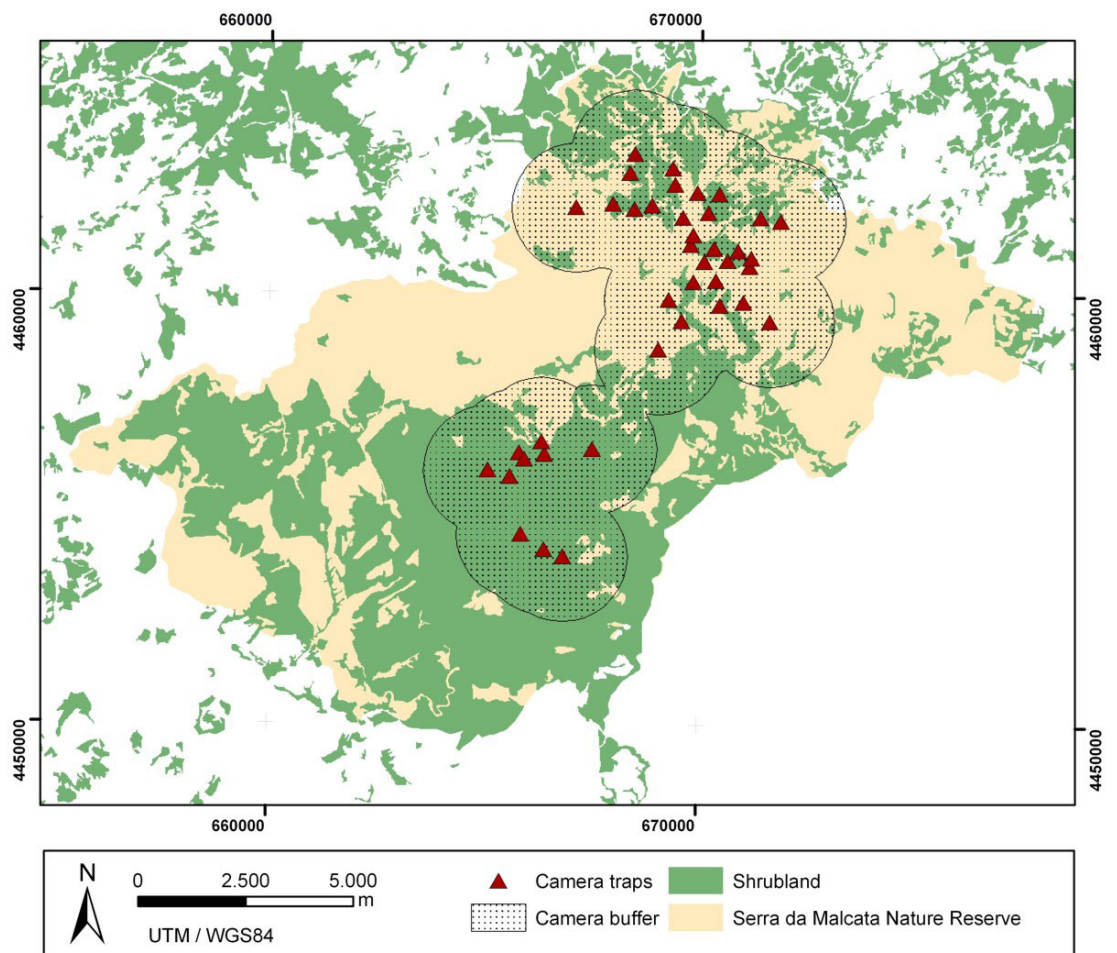 660000
670000
4460000
4460000
4450000
4450000
660000
670000
N
0 2.500 5.000
m
UTM / WGS84
Camera traps
Camera buffer
Shrubland
Serra da Malcata Nature Reserve